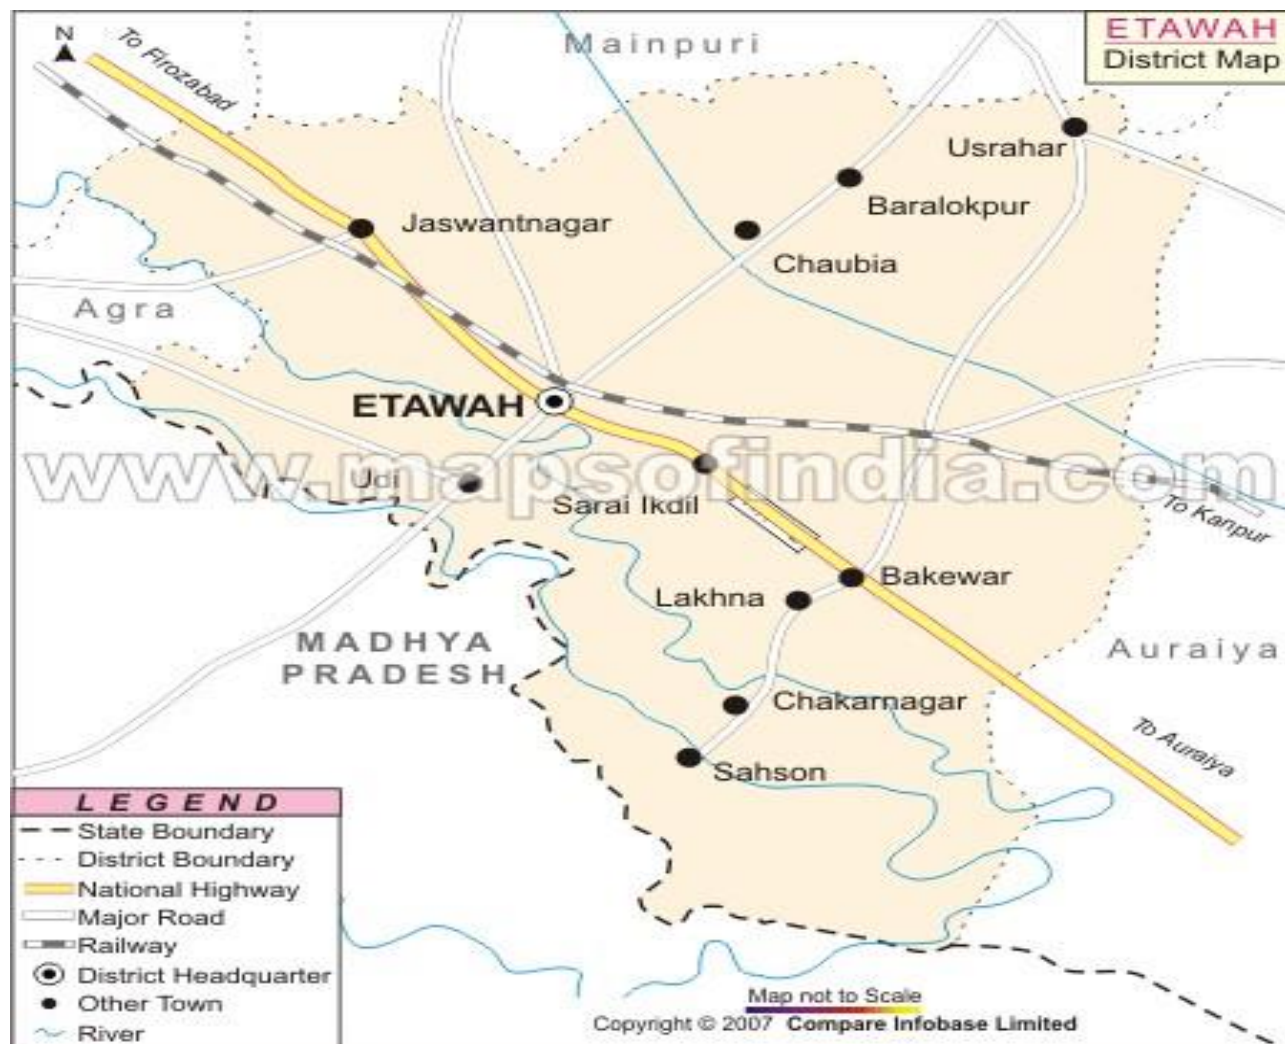 N
To Firozabad
Mainpuri
ETAWAH
District Map
Usrahar
Baralokpur
Jaswantnagar
Chaubia
Agra
ETAWAH
www.mapsofindia.com
Udi
Sarai Ikdil
To Kanpur
Bakewar
Lakhna
MADHYA
PRADESH
Auraiya
Chakarnagar
To Auraiya
Sahson
LEGEND
State Boundary
District Boundary
National Highway
Major Road
Railway
District Headquarter
Other Town
River
Map not to Scale
Copyright © 2007 Compare Infobase Limited